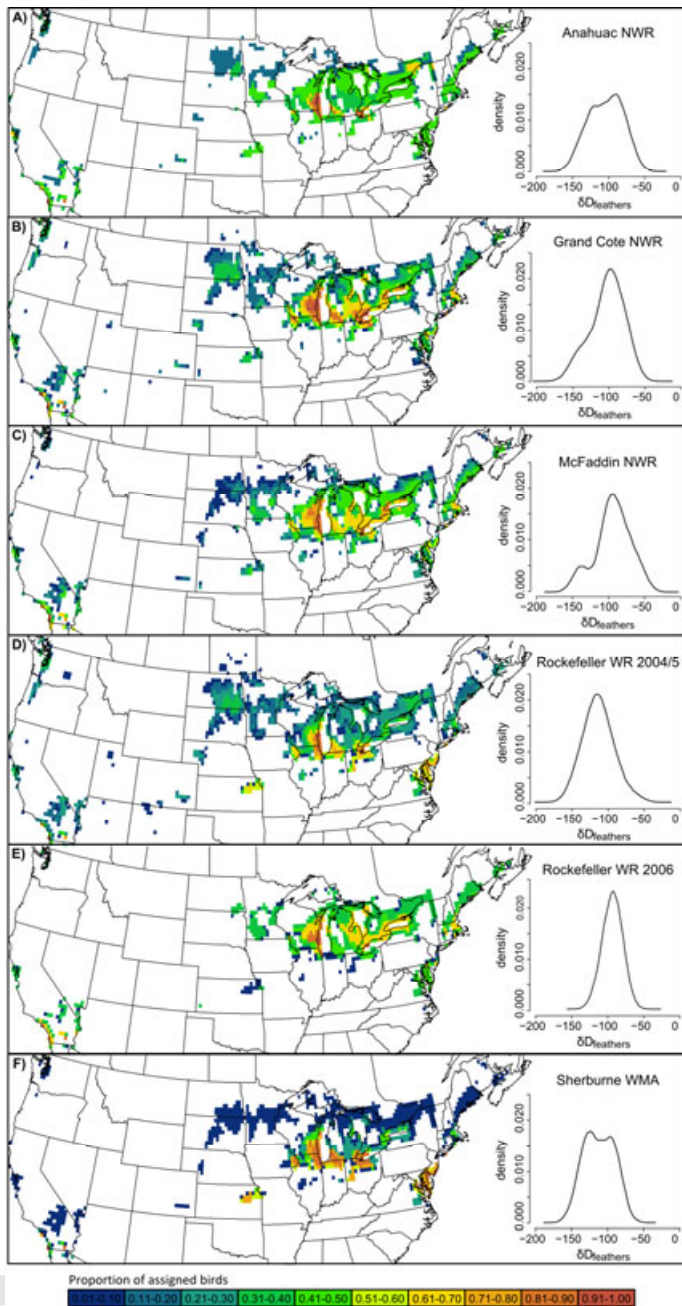 A)
Anahuac NWR
density
0.000 0.010 0.020
−200 −150 −100 −50 0
δDfeathers
B)
Grand Cote NWR
density
0.000 0.010 0.020
−200 −150 −100 −50 0
δDfeathers
C)
McFaddin NWR
density
0.000 0.010 0.020
−200 −150 −100 −50 0
δDfeathers
D)
Rockefeller WR 2004/5
density
0.000 0.010 0.020
−200 −150 −100 −50 0
δDfeathers
E)
Rockefeller WR 2006
density
0.000 0.010 0.020
−200 −150 −100 −50 0
δDfeathers
F)
Sherburne WMA
density
0.000 0.010 0.020
−200 −150 −100 −50 0
δDfeathers
Proportion of assigned birds
0.01-0.10 0.11-0.20 0.21-0.30 0.31-0.40 0.41-0.50 0.51-0.60 0.61-0.70 0.71-0.80 0.81-0.90 0.91-1.00